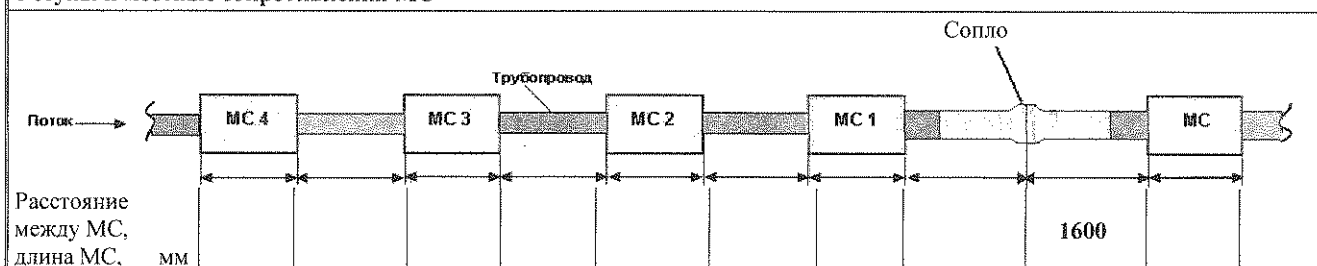 Сопло
Трубопровод
Поток
МС 4
МС 3
МС 2
МС 1
МС
Расстояние
между МС,
длина МС, мм
1600